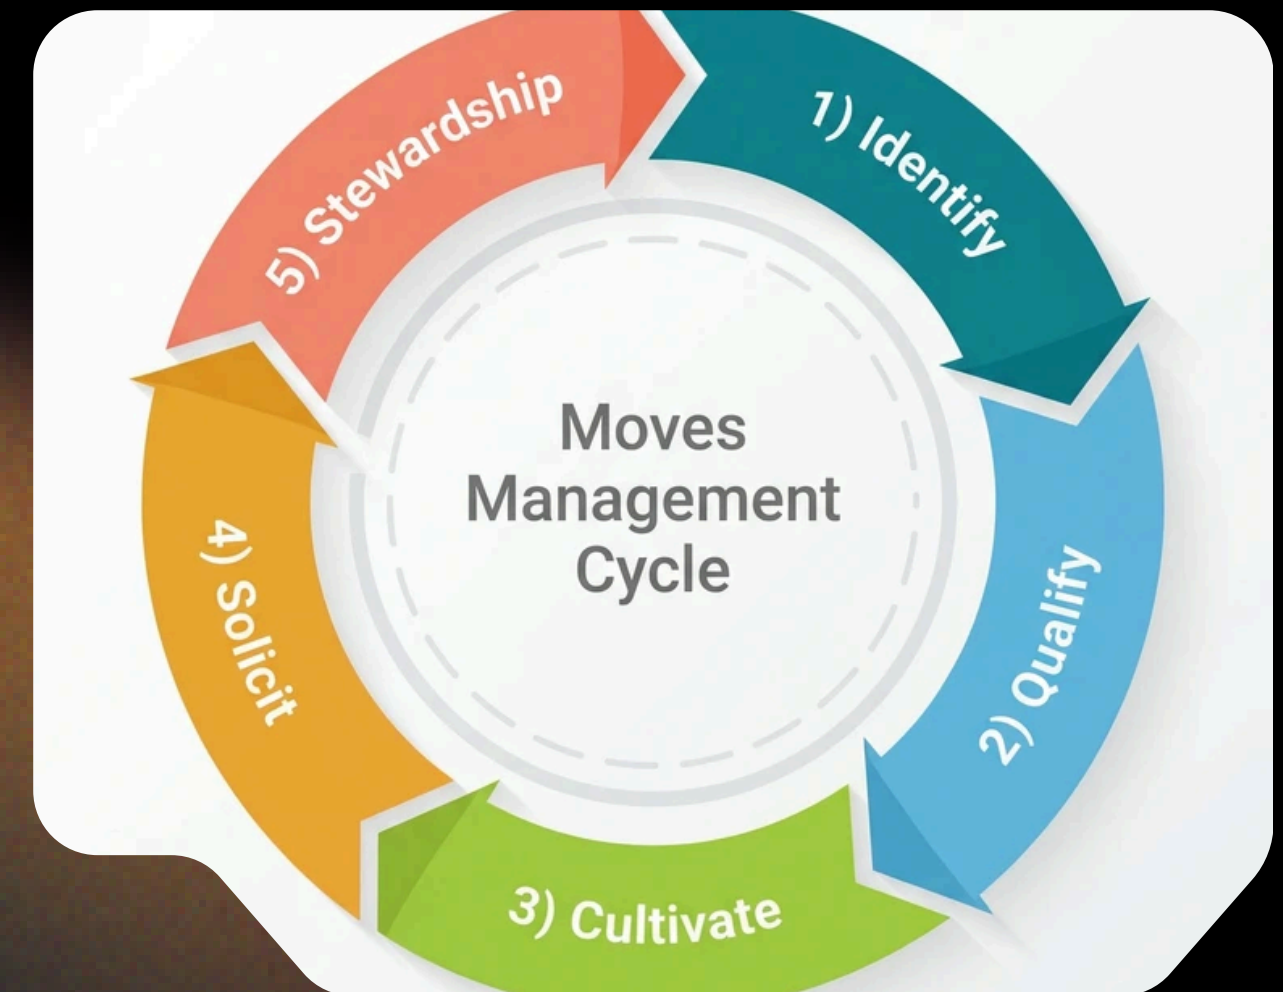 Moves
Management
Cycle
1) Identify
2) Qualify
3) Cultivate
4) Solicit
5) Stewardship